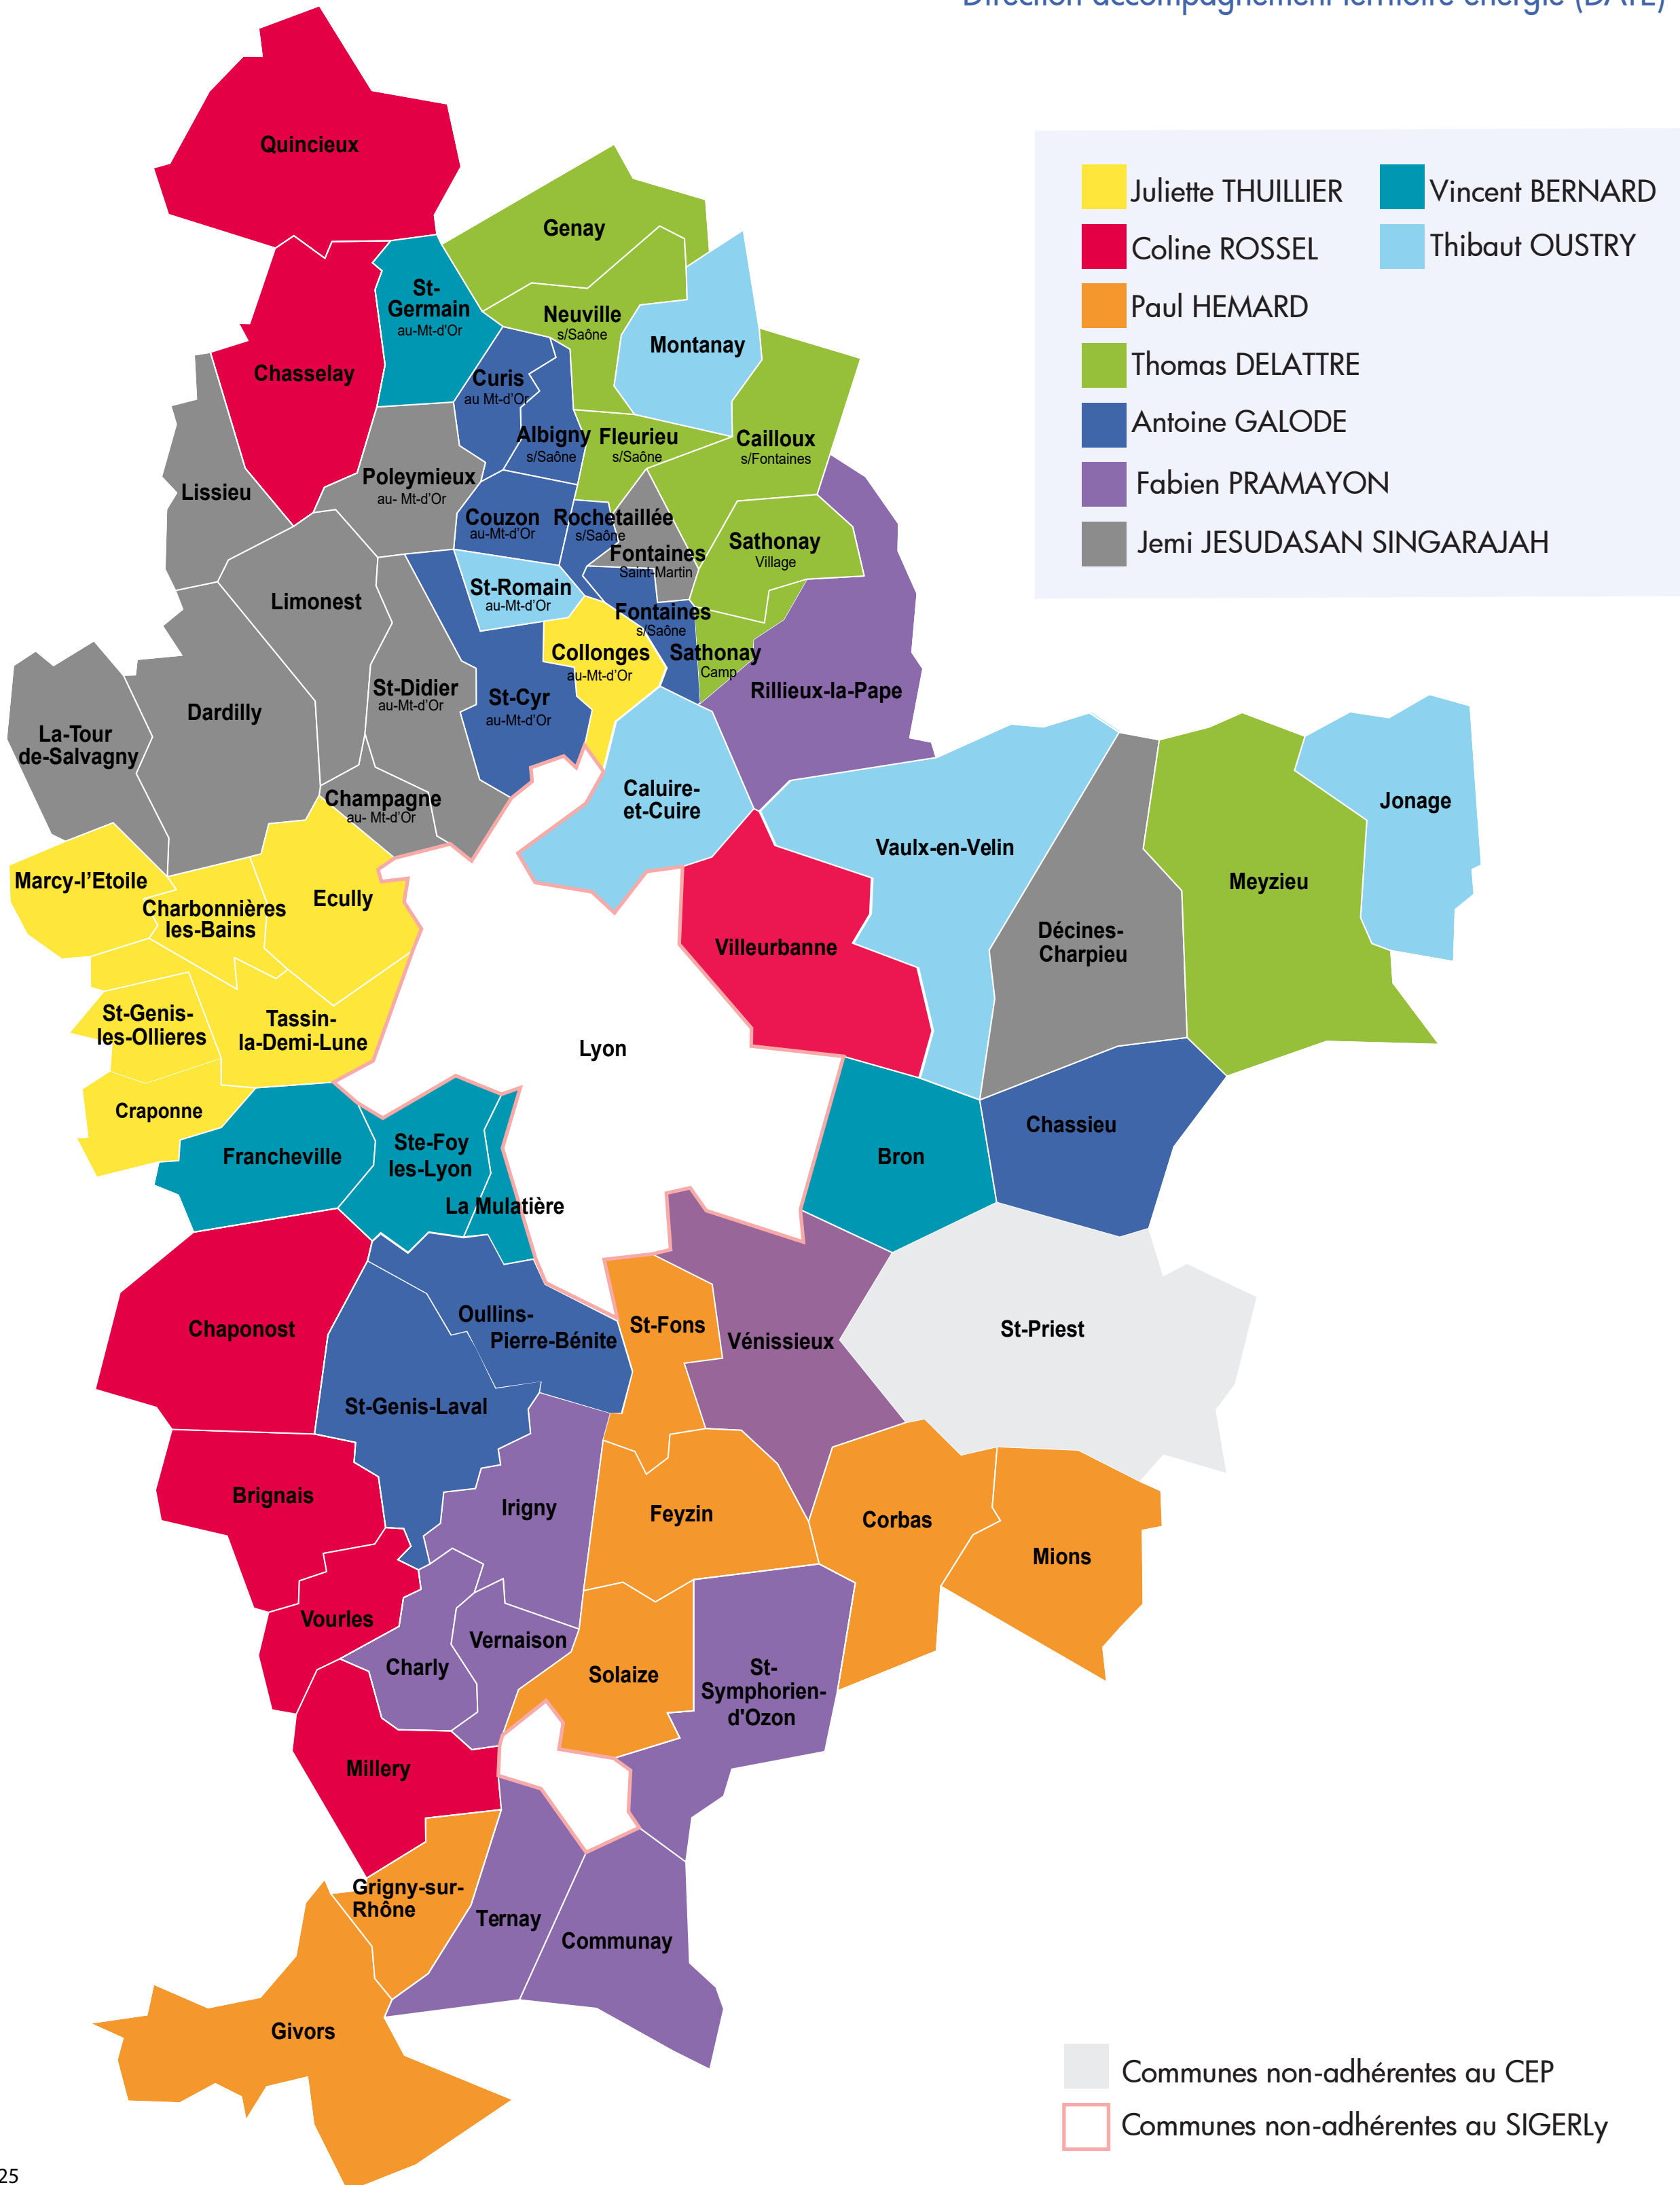 Direction accompagnement territoire énergie (DATE)
Juliette THUILLIER
Coline ROSSEL
Paul HEMARD
Thomas DELATTRE
Antoine GALODE
Fabien PRAMAYON
Jemi JESUDASAN SINGARAJAH
Vincent BERNARD
Thibaut OUSTRY
Quincieux
Genay
St-
Germain
au-Mt-d'Or
Neuville
s/Saône
Montanay
Chasselay
Curis
au Mt-d'Or
Albigny
s/Saône
Fleurieu
s/Saône
Cailloux
s/Fontaines
Poleymieux
au- Mt-d'Or
Lissieu
Couzon
au-Mt-d'Or
Rochetaillée
s/Saône
Fontaines
Saint-Martin
Sathonay
Village
St-Romain
au-Mt-d'Or
Limonest
Fontaines
s/Saône
Collonges
au-Mt-d'Or
Sathonay
Camp
Rillieux-la-Pape
St-Didier
au-Mt-d'Or
St-Cyr
au-Mt-d'Or
Dardilly
La-Tour
de-Salvagny
Champagne
au- Mt-d'Or
Caluire-
et-Cuire
Jonage
Vaulx-en-Velin
Meyzieu
Marcy-l’Etoile
Charbonnières
les-Bains
Ecully
Villeurbanne
Décines-
Charpieu
St-Genis-
les-Ollieres
Tassin-
la-Demi-Lune
Lyon
Craponne
Chassieu
Francheville
Ste-Foy
les-Lyon
Bron
La Mulatière
Chaponost
Oullins-
Pierre-Bénite
St-Fons
Vénissieux
St-Priest
St-Genis-Laval
Brignais
Irigny
Feyzin
Corbas
Mions
Vourles
Vernaison
Charly
Solaize
St-
Symphorien-
d'Ozon
Millery
Grigny-sur-
Rhône
Ternay
Communay
Givors
Communes non-adhérentes au CEP
Communes non-adhérentes au SIGERLy
25